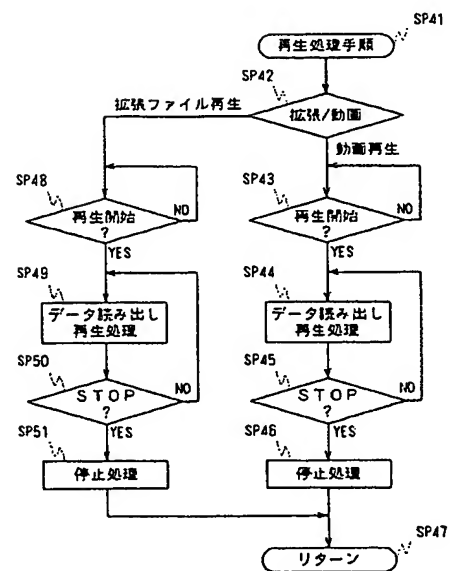 SP41
再生処理手順
SP42
拡張/動画
拡張ファイル再生
動画再生
SP48
再生開始
?
NO
YES
SP43
再生開始
?
NO
YES
SP49
データ読み出し
再生処理
SP44
データ読み出し
再生処理
SP50
STOP
?
NO
YES
SP45
STOP
?
NO
YES
SP51
停止処理
SP46
停止処理
SP47
リターン